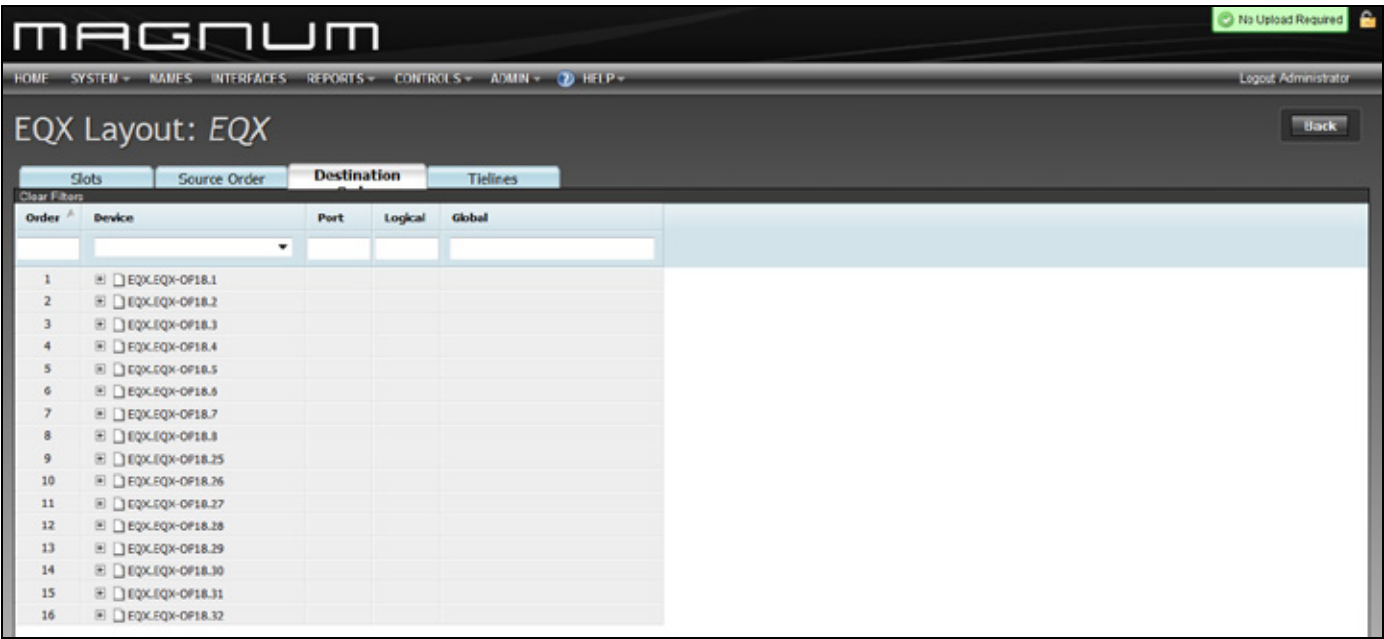 MAGNUM
No Upload Required
HOME SYSTEM NAMES INTERFACES REPORTS CONTROLS ADMIN ? HELP Logout Administrator
EQX Layout: EQX
Back
Slots Source Order Destination Tielines
Clear Filters
Order Device Port Logical Global
1 EQX.EQX-OP18.1
2 EQX.EQX-OP18.2
3 EQX.EQX-OP18.3
4 EQX.EQX-OP18.4
5 EQX.EQX-OP18.5
6 EQX.EQX-OP18.6
7 EQX.EQX-OP18.7
8 EQX.EQX-OP18.8
9 EQX.EQX-OP18.25
10 EQX.EQX-OP18.26
11 EQX.EQX-OP18.27
12 EQX.EQX-OP18.28
13 EQX.EQX-OP18.29
14 EQX.EQX-OP18.30
15 EQX.EQX-OP18.31
16 EQX.EQX-OP18.32